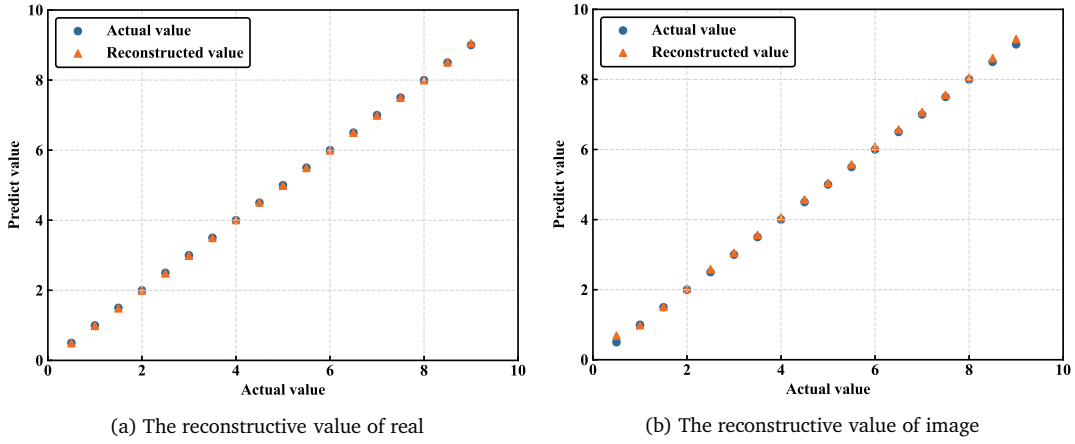 10
8
6
4
2
0
Predict value
Actual value
Reconstructed value
2 4 6 8 10
Actual value
(a) The reconstructive value of real
10
8
6
4
2
0
Predict value
Actual value
Reconstructed value
0 2 4 6 8 10
Actual value
(b) The reconstructive value of image